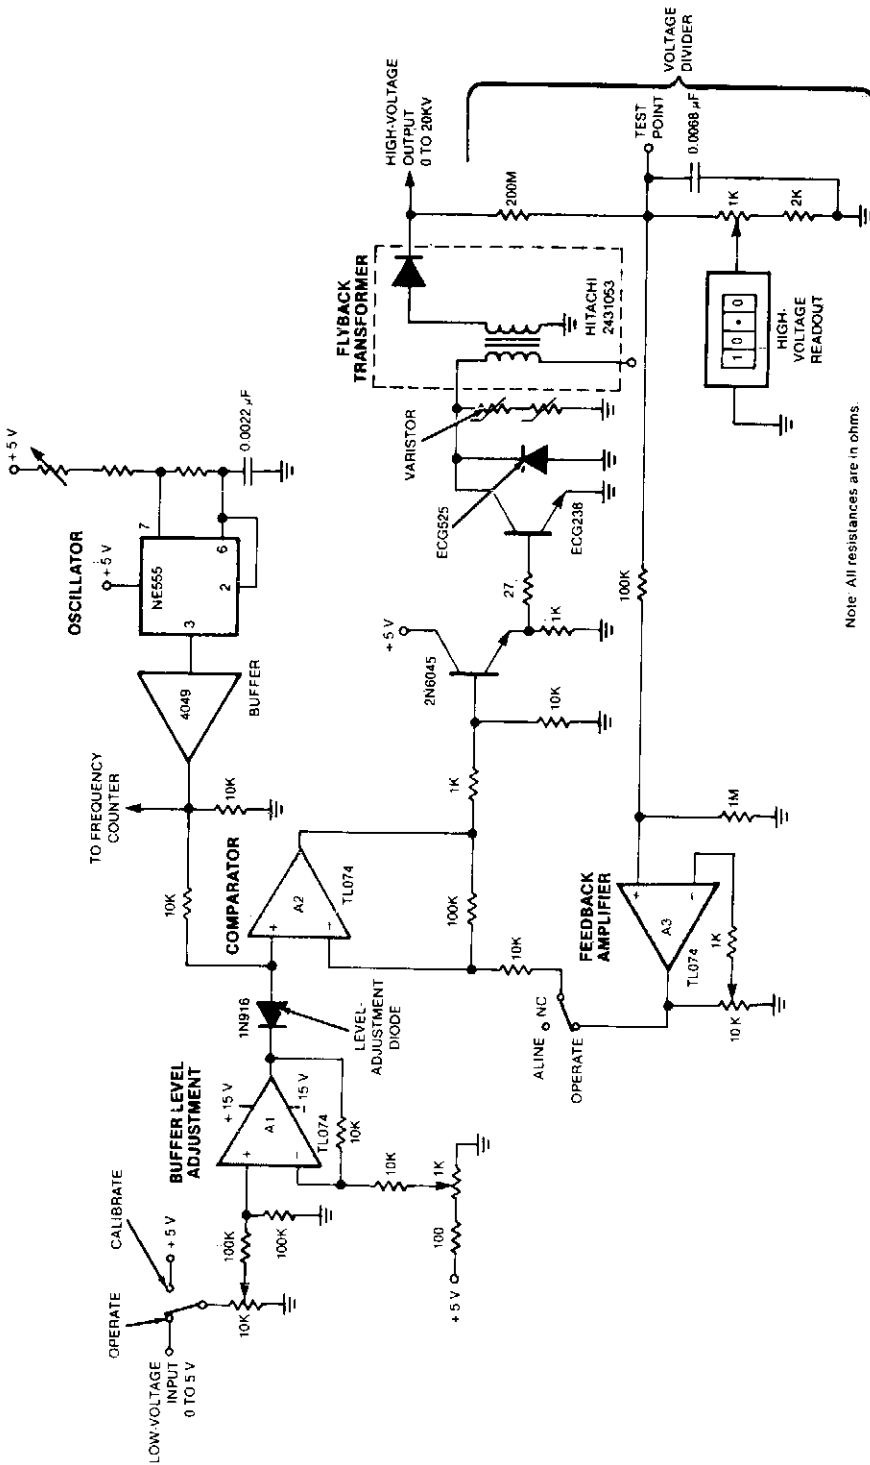 LOW-VOLTAGE
INPUT
0 TO 5 V
OPERATE
CALIBRATE
+ 5 V
10K
100K
100K
BUFFER LEVEL
ADJUSTMENT
+ 15 V
− 15 V
+
−
A1
TL074
10K
10K
1K
100
+ 5 V
1N916
LEVEL-
ADJUSTMENT
DIODE
TO FREQUENCY
COUNTER
10K
10K
COMPARATOR
+
−
A2
TL074
100K
10K
1K
4049
BUFFER
OSCILLATOR
+ 5 V
NE555
3
7
6
2
+ 5 V
0.0022 µF
ALINE
NC
OPERATE
FEEDBACK
AMPLIFIER
+
−
A3
TL074
1K
10 K
1M
100K
+ 5 V
2N6045
10K
1K
27
ECG238
ECG525
VARISTOR
FLYBACK
TRANSFORMER
HITACHI
2431053
HIGH-VOLTAGE
OUTPUT
0 TO 20KV
200M
VOLTAGE
DIVIDER
TEST
POINT
0.0068 µF
1K
2K
1 0 • 0
HIGH-
VOLTAGE
READOUT
Note: All resistances are in ohms.